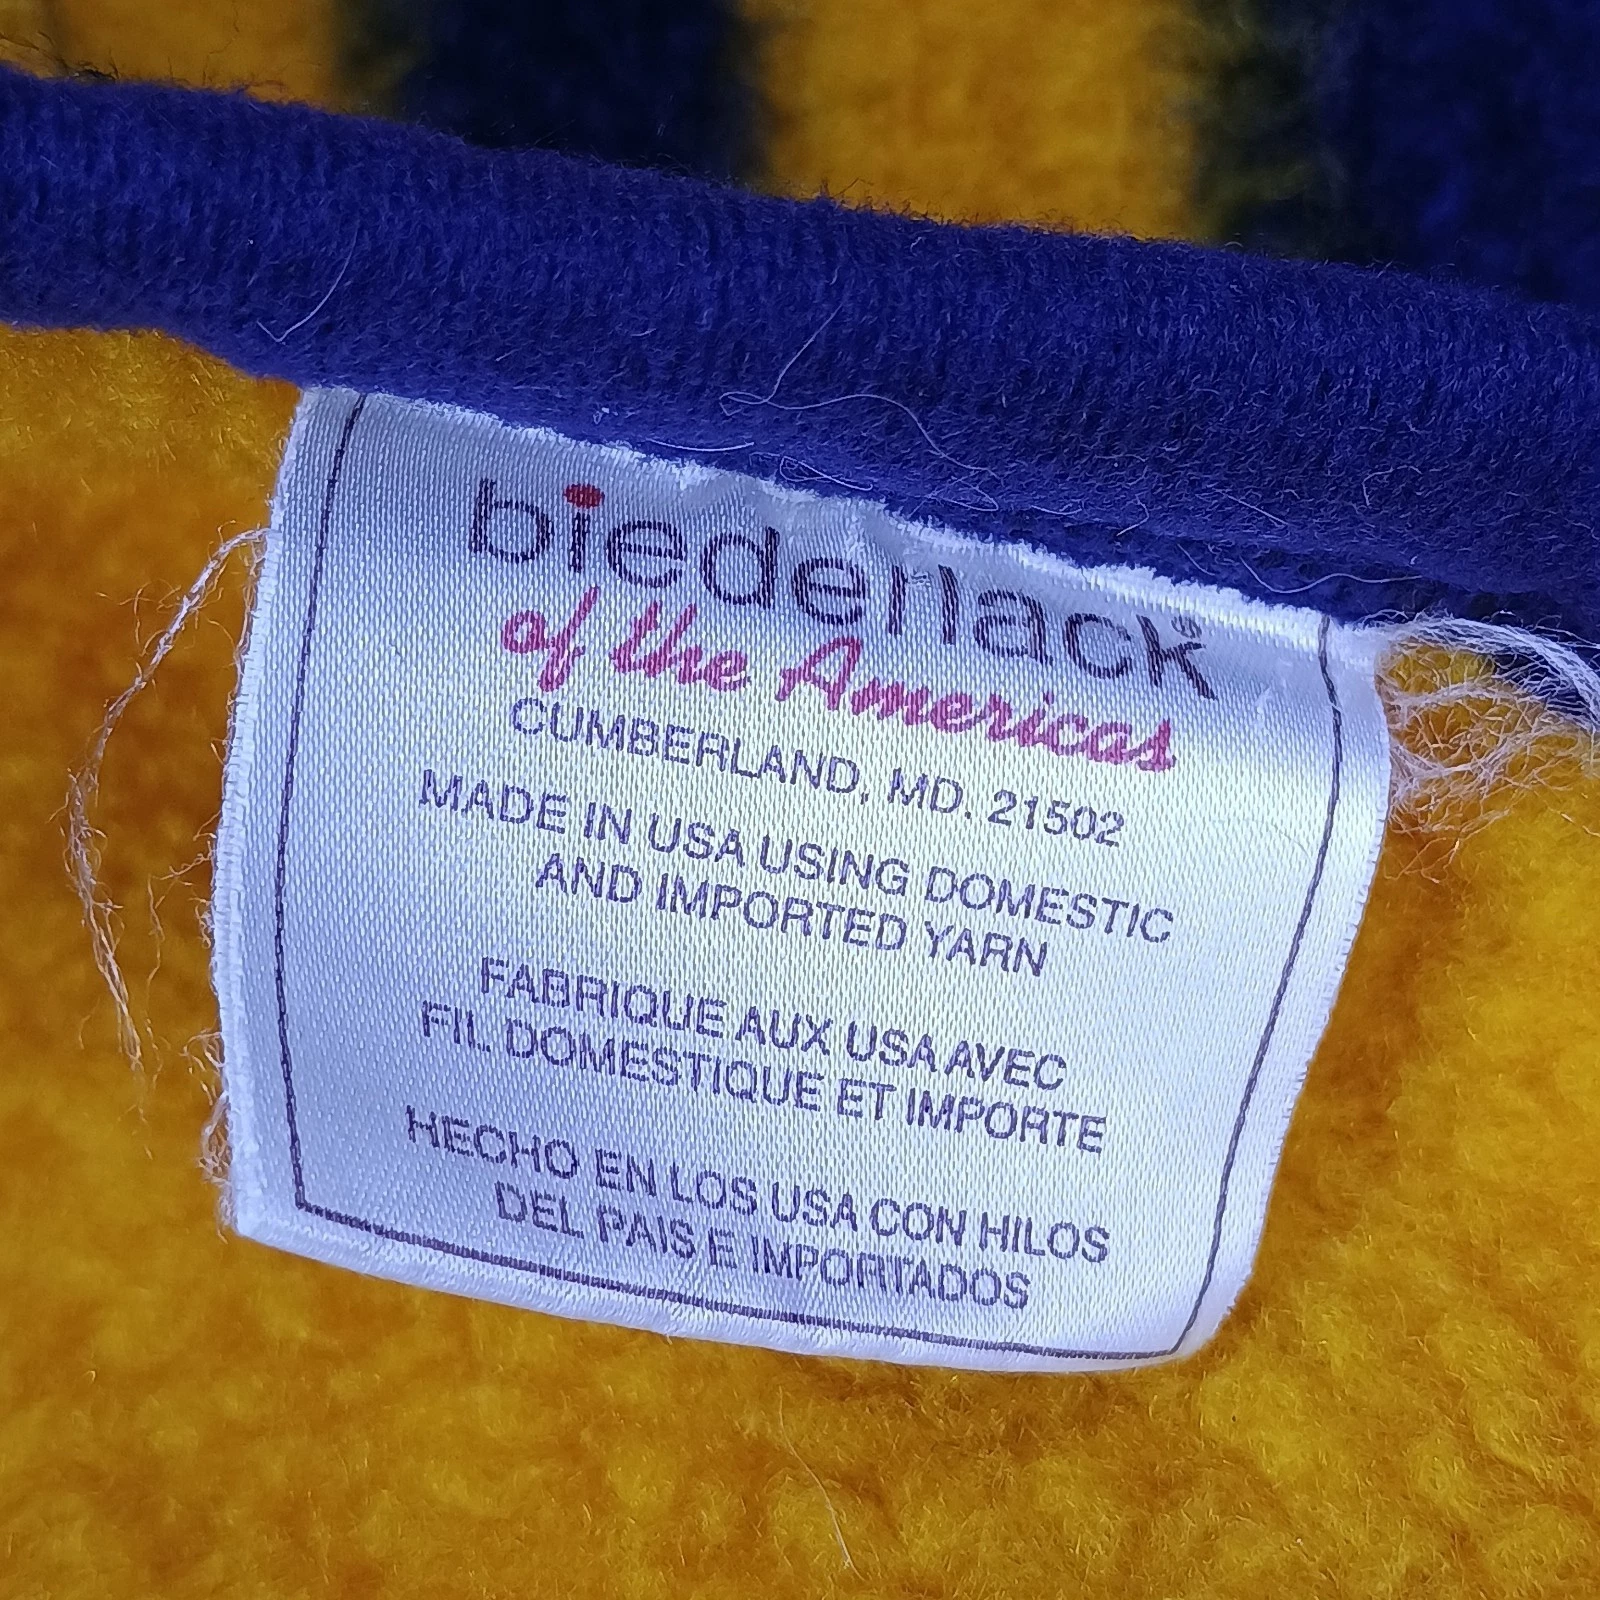 biederlack®
of the Americas
CUMBERLAND, MD. 21502
MADE IN USA USING DOMESTIC
AND IMPORTED YARN
FABRIQUE AUX USA AVEC
FIL DOMESTIQUE ET IMPORTE
HECHO EN LOS USA CON HILOS
DEL PAIS E IMPORTADOS